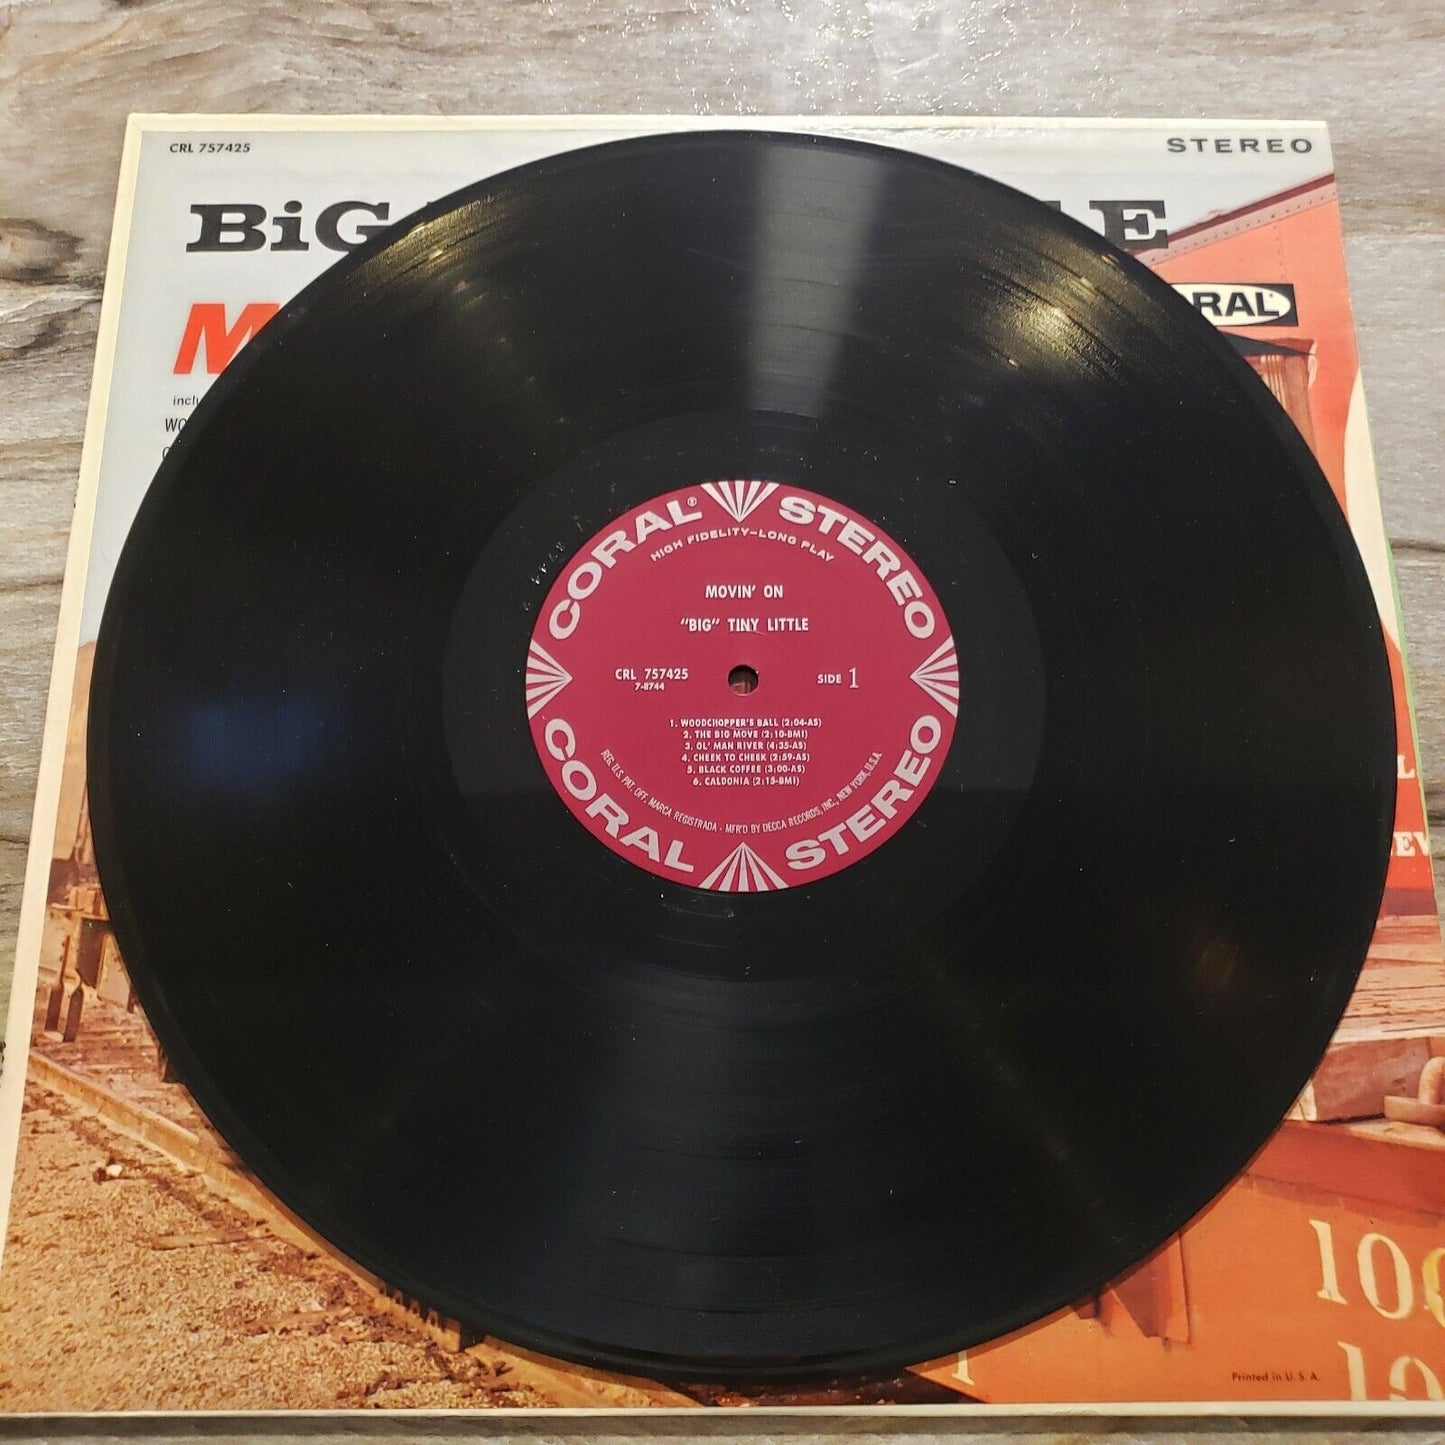 CRL 757425
STEREO
BiG
RAL
CORAL® STEREO
HIGH FIDELITY—LONG PLAY
MOVIN' ON
"BIG" TINY LITTLE
CRL 757425
7-8744
SIDE 1
1. WOODCHOPPER'S BALL (2:04-AS)
2. THE BIG MOVE (2:10-BMI)
3. OL' MAN RIVER (4:35-AS)
4. CHEEK TO CHEEK (2:59-AS)
5. BLACK COFFEE (3:00-AS)
6. CALDONIA (2:15-BMI)
REG. U.S. PAT. OFF. MARCA REGISTRADA - MFR'D BY DECCA RECORDS, INC., NEW YORK, U.S.A.
CORAL STEREO
100
Printed in U. S. A.